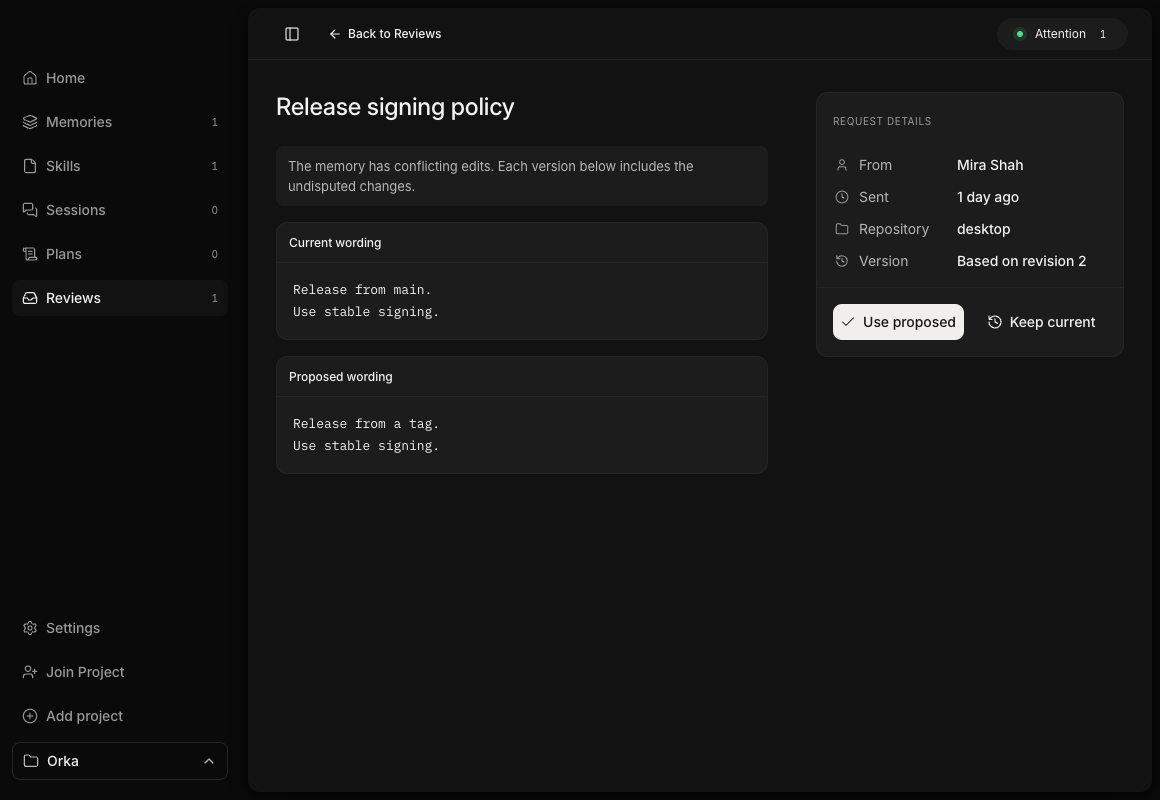 Home
Memories 1
Skills 1
Sessions 0
Plans 0
Reviews 1
Settings
Join Project
Add project
Orka
Back to Reviews
Attention 1
Release signing policy
The memory has conflicting edits. Each version below includes the
undisputed changes.
Current wording
Release from main.
Use stable signing.
Proposed wording
Release from a tag.
Use stable signing.
REQUEST DETAILS
From Mira Shah
Sent 1 day ago
Repository desktop
Version Based on revision 2
Use proposed
Keep current